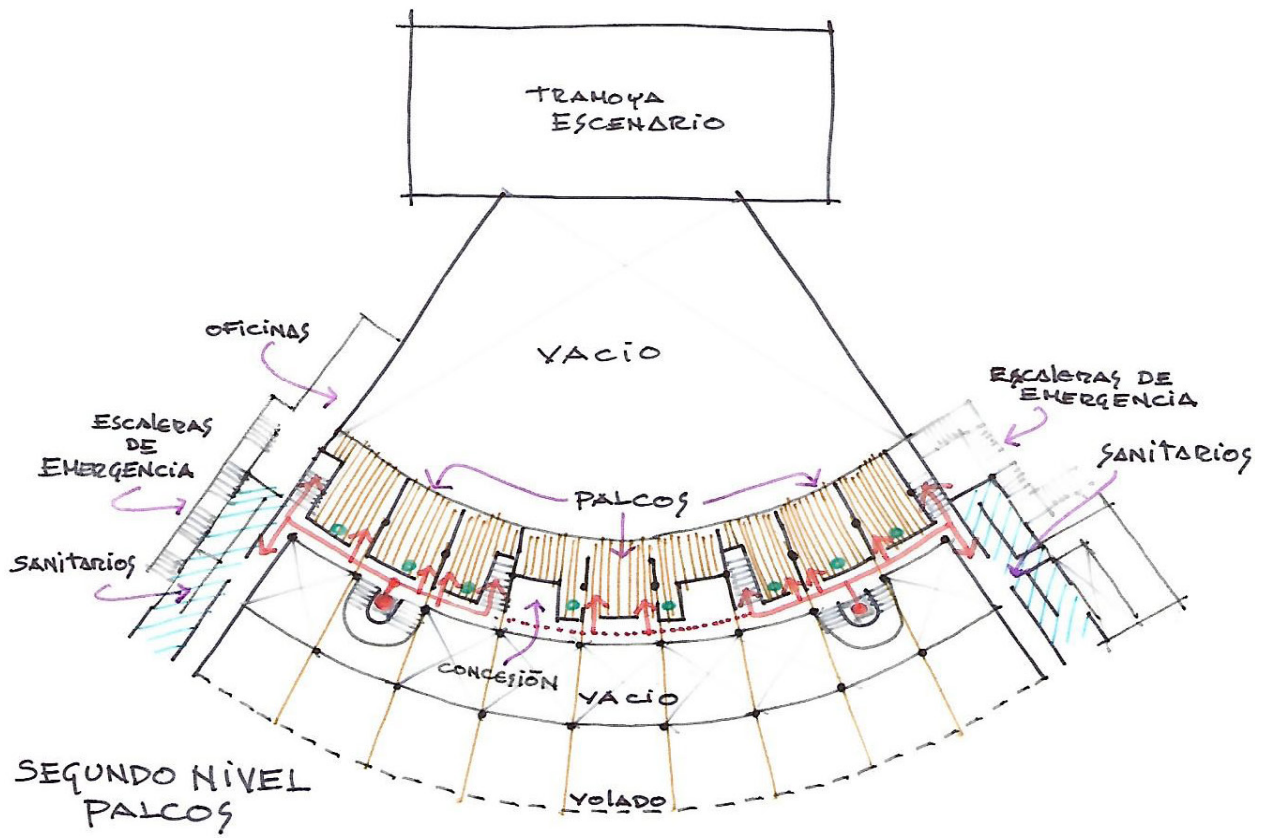 TRAMOYA
ESCENARIO
OFICINAS
VACIO
ESCALERAS DE
EMERGENCIA
ESCALERAS
DE
EMERGENCIA
SANITARIOS
PALCOS
SANITARIOS
CONCESIÓN
VACIO
SEGUNDO NIVEL
PALCOS
VOLADO